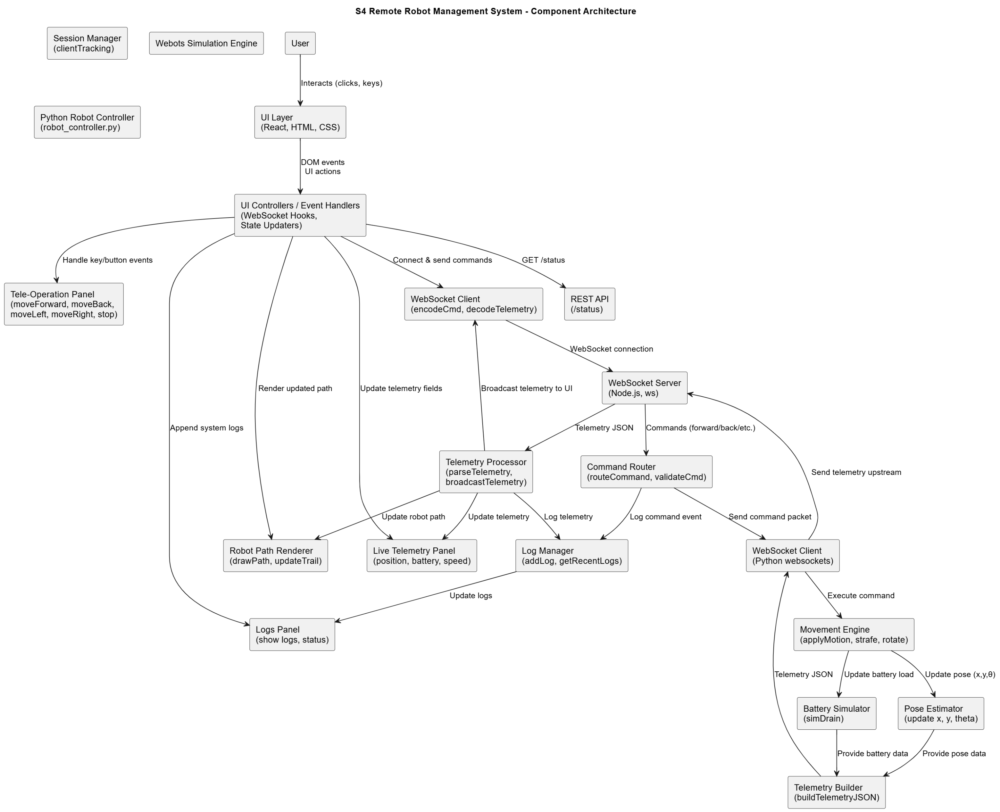 S4 Remote Robot Management System - Component Architecture
Session Manager
(clientTracking)
Webots Simulation Engine
User
Interacts (clicks, keys)
Python Robot Controller
(robot_controller.py)
UI Layer
(React, HTML, CSS)
DOM events
UI actions
UI Controllers / Event Handlers
(WebSocket Hooks,
State Updaters)
Handle key/button events
Connect & send commands
GET /status
Tele-Operation Panel
(moveForward, moveBack,
moveLeft, moveRight, stop)
WebSocket Client
(encodeCmd, decodeTelemetry)
REST API
(/status)
WebSocket connection
Render updated path
Update telemetry fields
Broadcast telemetry to UI
WebSocket Server
(Node.js, ws)
Append system logs
Telemetry JSON
Commands (forward/back/etc.)
Telemetry Processor
(parseTelemetry,
broadcastTelemetry)
Command Router
(routeCommand, validateCmd)
Send telemetry upstream
Update robot path
Update telemetry
Log telemetry
Log command event
Send command packet
Robot Path Renderer
(drawPath, updateTrail)
Live Telemetry Panel
(position, battery, speed)
Log Manager
(addLog, getRecentLogs)
WebSocket Client
(Python websockets)
Update logs
Execute command
Logs Panel
(show logs, status)
Movement Engine
(applyMotion, strafe, rotate)
Telemetry JSON
Update battery load
Update pose (x,y,θ)
Battery Simulator
(simDrain)
Pose Estimator
(update x, y, theta)
Provide battery data
Provide pose data
Telemetry Builder
(buildTelemetryJSON)